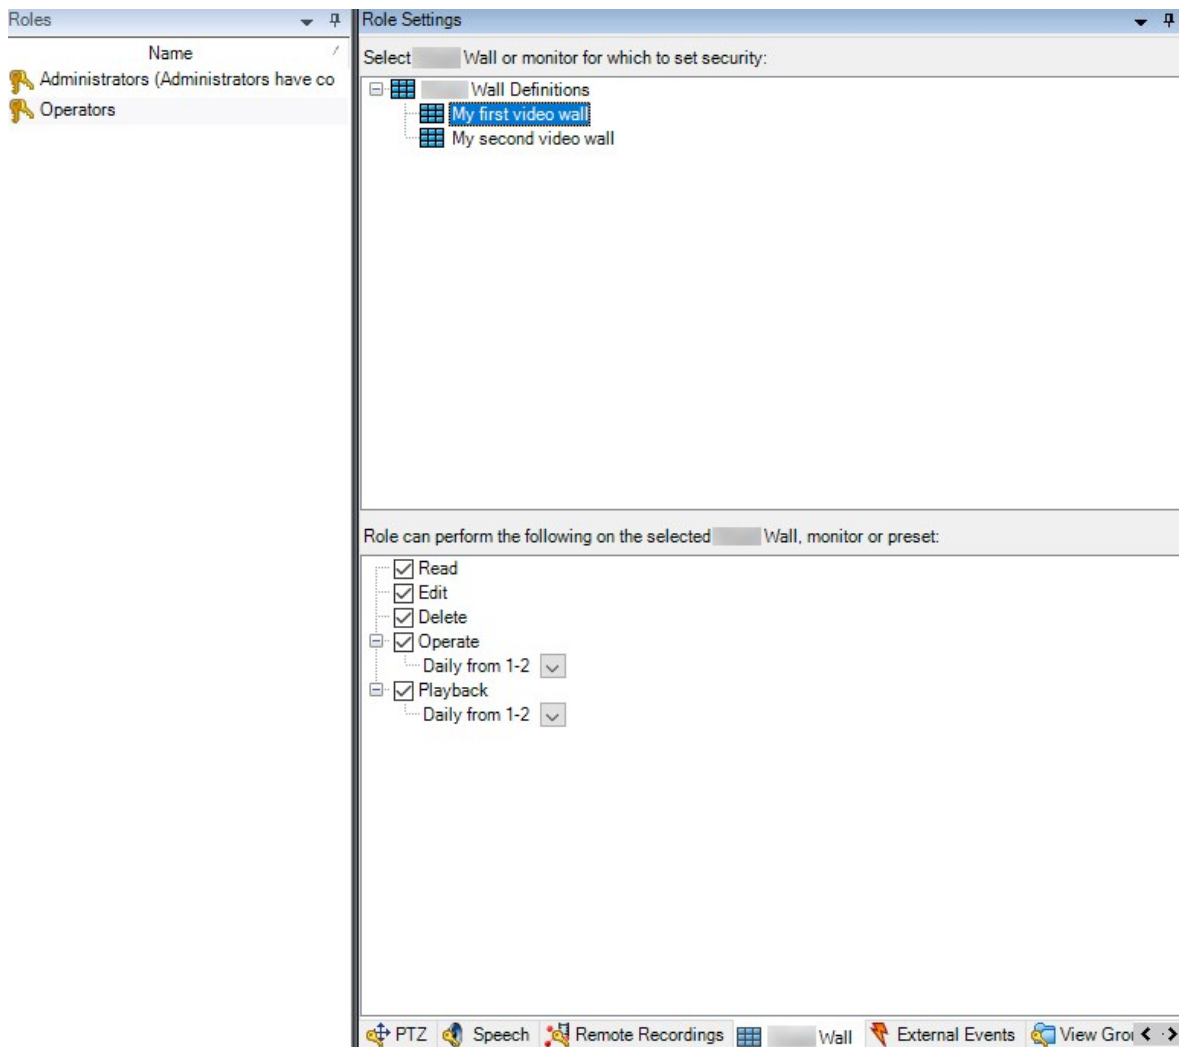 Roles
Name
Administrators (Administrators have co
Operators
Role Settings
Select Wall or monitor for which to set security:
Wall Definitions
My first video wall
My second video wall
Role can perform the following on the selected Wall, monitor or preset:
Read
Edit
Delete
Operate
Daily from 1-2
Playback
Daily from 1-2
PTZ Speech Remote Recordings Wall External Events View Grou